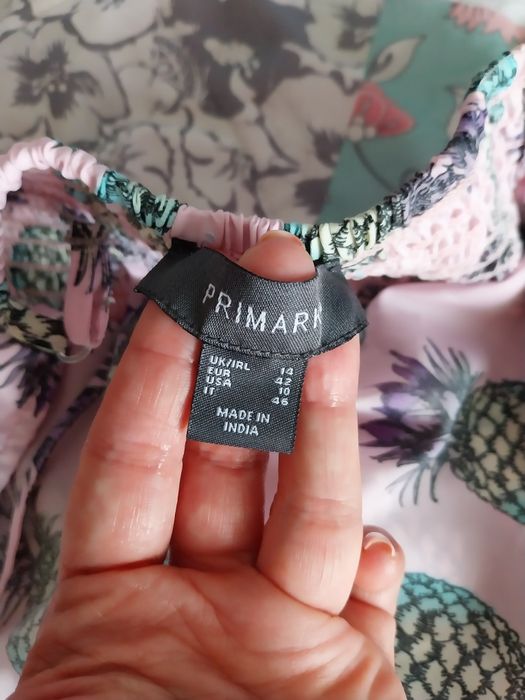 PRIMARK
UK/IRL 14
EUR 42
USA 10
IT 46
MADE IN
INDIA